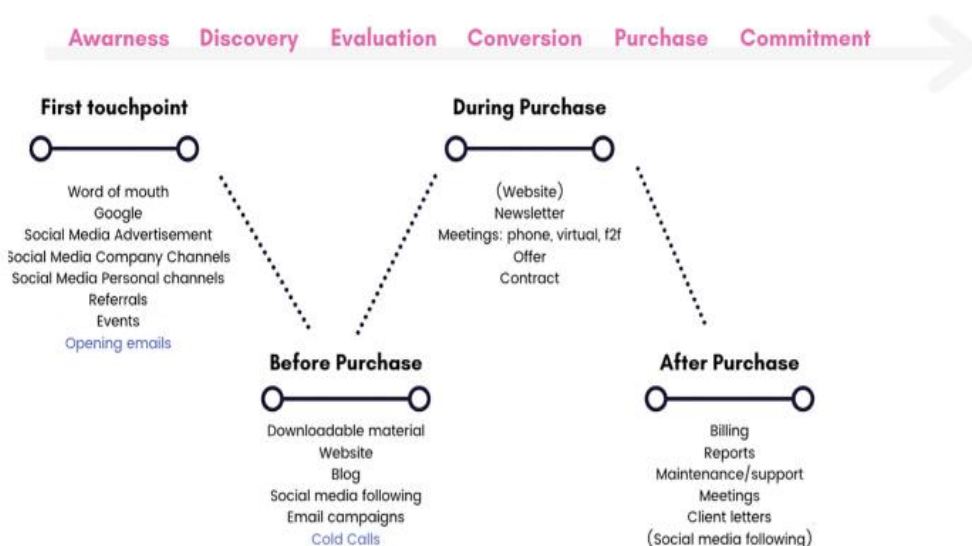 Awarness Discovery Evaluation Conversion Purchase Commitment
First touchpoint
Word of mouth
Google
Social Media Advertisement
Social Media Company Channels
Social Media Personal channels
Referrals
Events
Opening emails
Before Purchase
Downloadable material
Website
Blog
Social media following
Email campaigns
Cold Calls
During Purchase
(Website)
Newsletter
Meetings: phone, virtual, f2f
Offer
Contract
After Purchase
Billing
Reports
Maintenance/support
Meetings
Client letters
(Social media following)